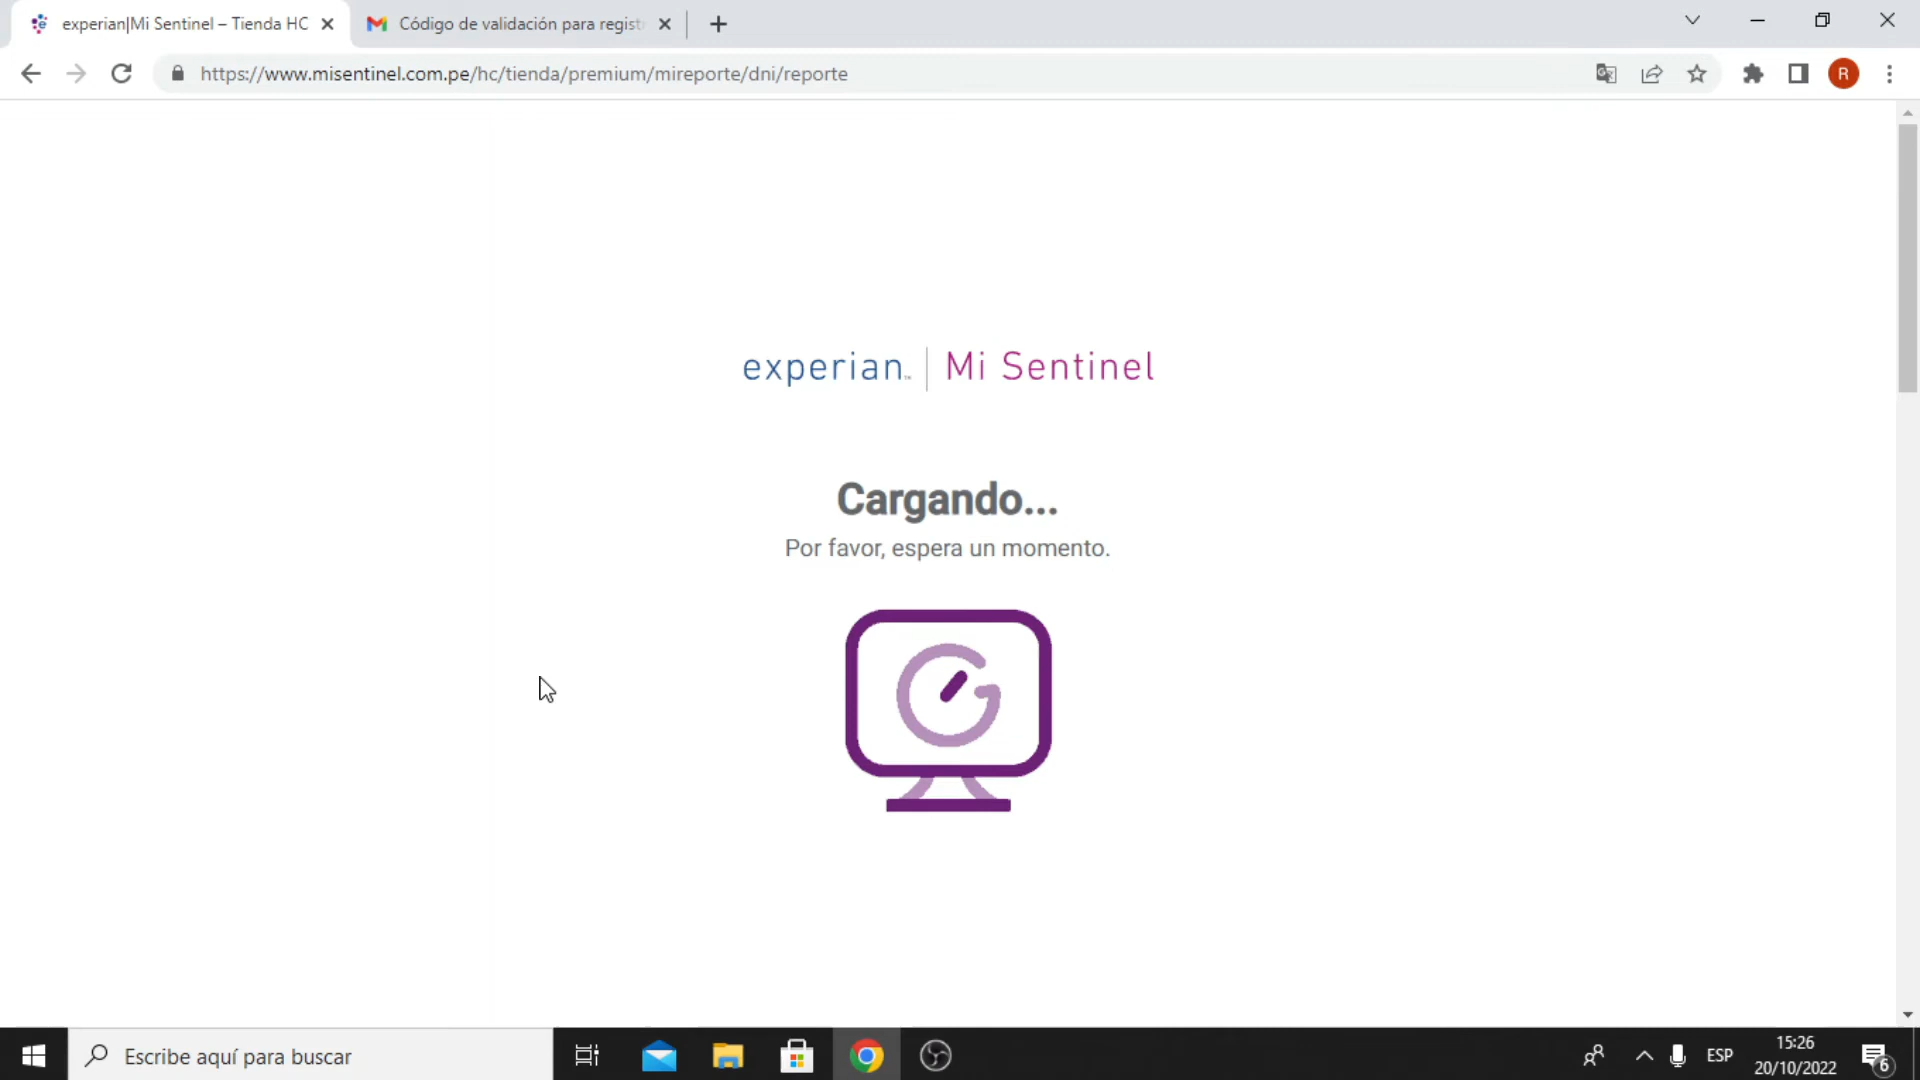 experian|Mi Sentinel – Tienda HC
Código de validación para regist
https://www.misentinel.com.pe/hc/tienda/premium/mireporte/dni/reporte
R
experian™ | Mi Sentinel
Cargando...
Por favor, espera un momento.
Escribe aquí para buscar
ESP
15:26
20/10/2022
6